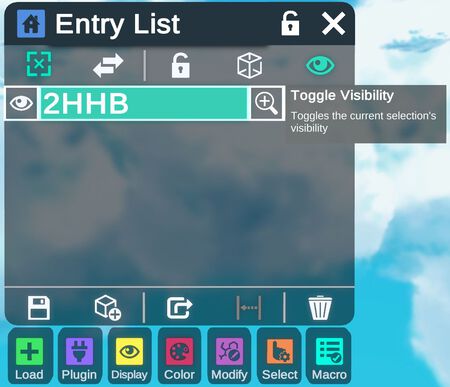 Entry List
2HHB
Toggle Visibility
Toggles the current selection's
visibility
Load
Plugin
Display
Color
Modify
Select
Macro